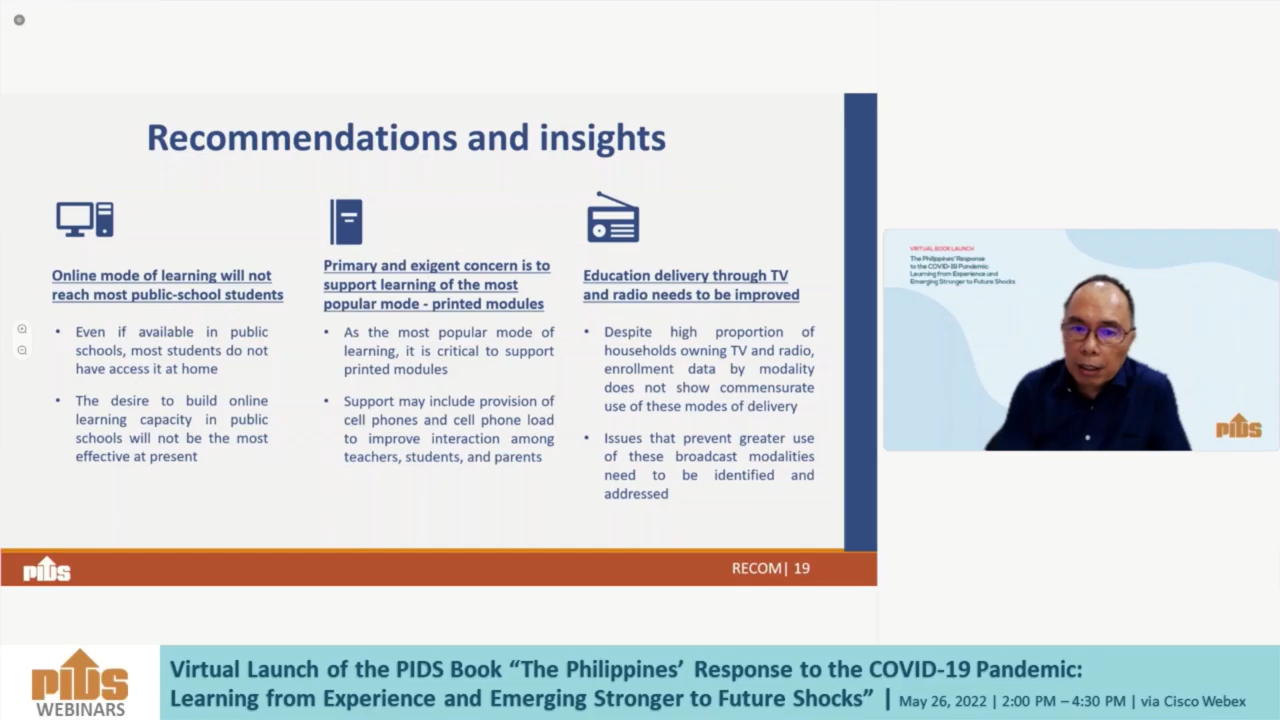 Recommendations and insights
Online mode of learning will not
reach most public-school students
• Even if available in public
schools, most students do not
have access it at home
• The desire to build online
learning capacity in public
schools will not be the most
effective at present
Primary and exigent concern is to
support learning of the most
popular mode - printed modules
• As the most popular mode of
learning, it is critical to support
printed modules
• Support may include provision of
cell phones and cell phone load
to improve interaction among
teachers, students, and parents
Education delivery through TV
and radio needs to be improved
• Despite high proportion of
households owning TV and radio,
enrollment data by modality
does not show commensurate
use of these modes of delivery
• Issues that prevent greater use
of these broadcast modalities
need to be identified and
addressed
PIDS
RECOM| 19
VIRTUAL BOOK LAUNCH
The Philippines' Response
to the COVID-19 Pandemic:
Learning from Experience and
Emerging Stronger to Future Shocks
PIDS
PIDS
WEBINARS
Virtual Launch of the PIDS Book “The Philippines’ Response to the COVID-19 Pandemic:
Learning from Experience and Emerging Stronger to Future Shocks” | May 26, 2022 | 2:00 PM – 4:30 PM | via Cisco Webex